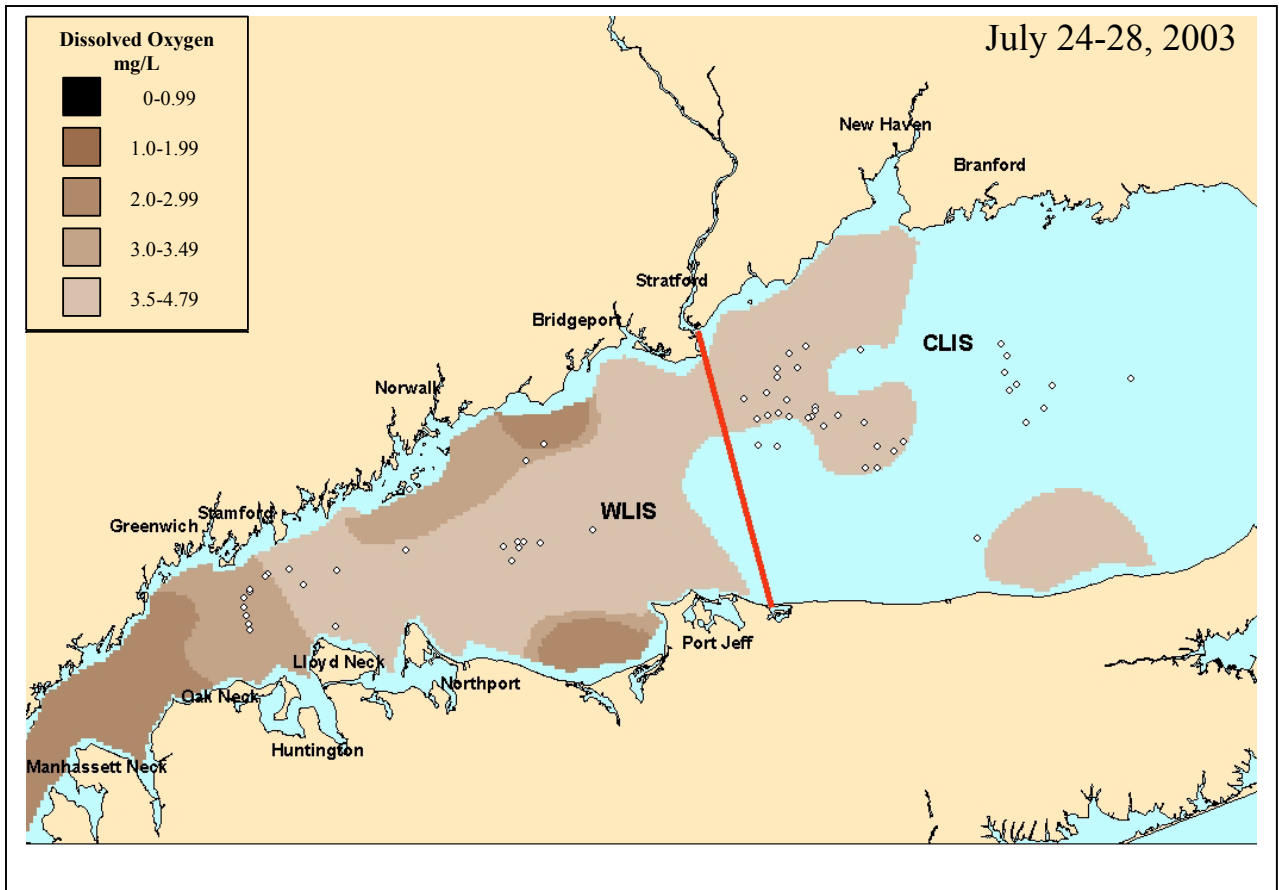 Dissolved Oxygen
mg/L
0-0.99
1.0-1.99
2.0-2.99
3.0-3.49
3.5-4.79
July 24-28, 2003
New Haven
Branford
Stratford
Bridgeport
CLIS
Norwalk
WLIS
Stamford
Greenwich
Port Jeff
Lloyd Neck
Northport
Oak Neck
Huntington
Manhassett Neck